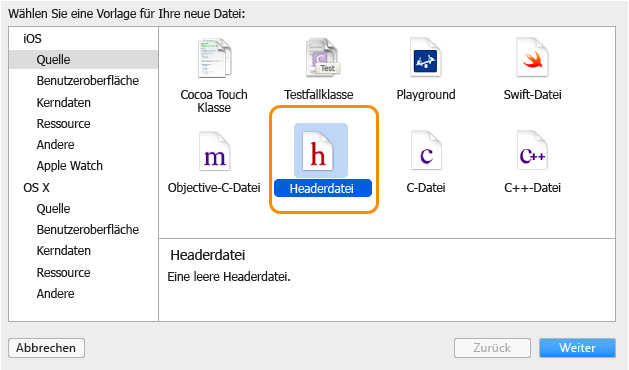 Wählen Sie eine Vorlage für Ihre neue Datei:
iOS
Quelle
Benutzeroberfläche
Kerndaten
Ressource
Andere
Apple Watch
OS X
Quelle
Benutzeroberfläche
Kerndaten
Ressource
Andere
Cocoa Touch
Klasse
c
Test
Testfallklasse
Playground
Swift-Datei
m
Objective-C-Datei
h
Headerdatei
c
C-Datei
C++
C++-Datei
Headerdatei
Eine leere Headerdatei.
Abbrechen
Zurück
Weiter